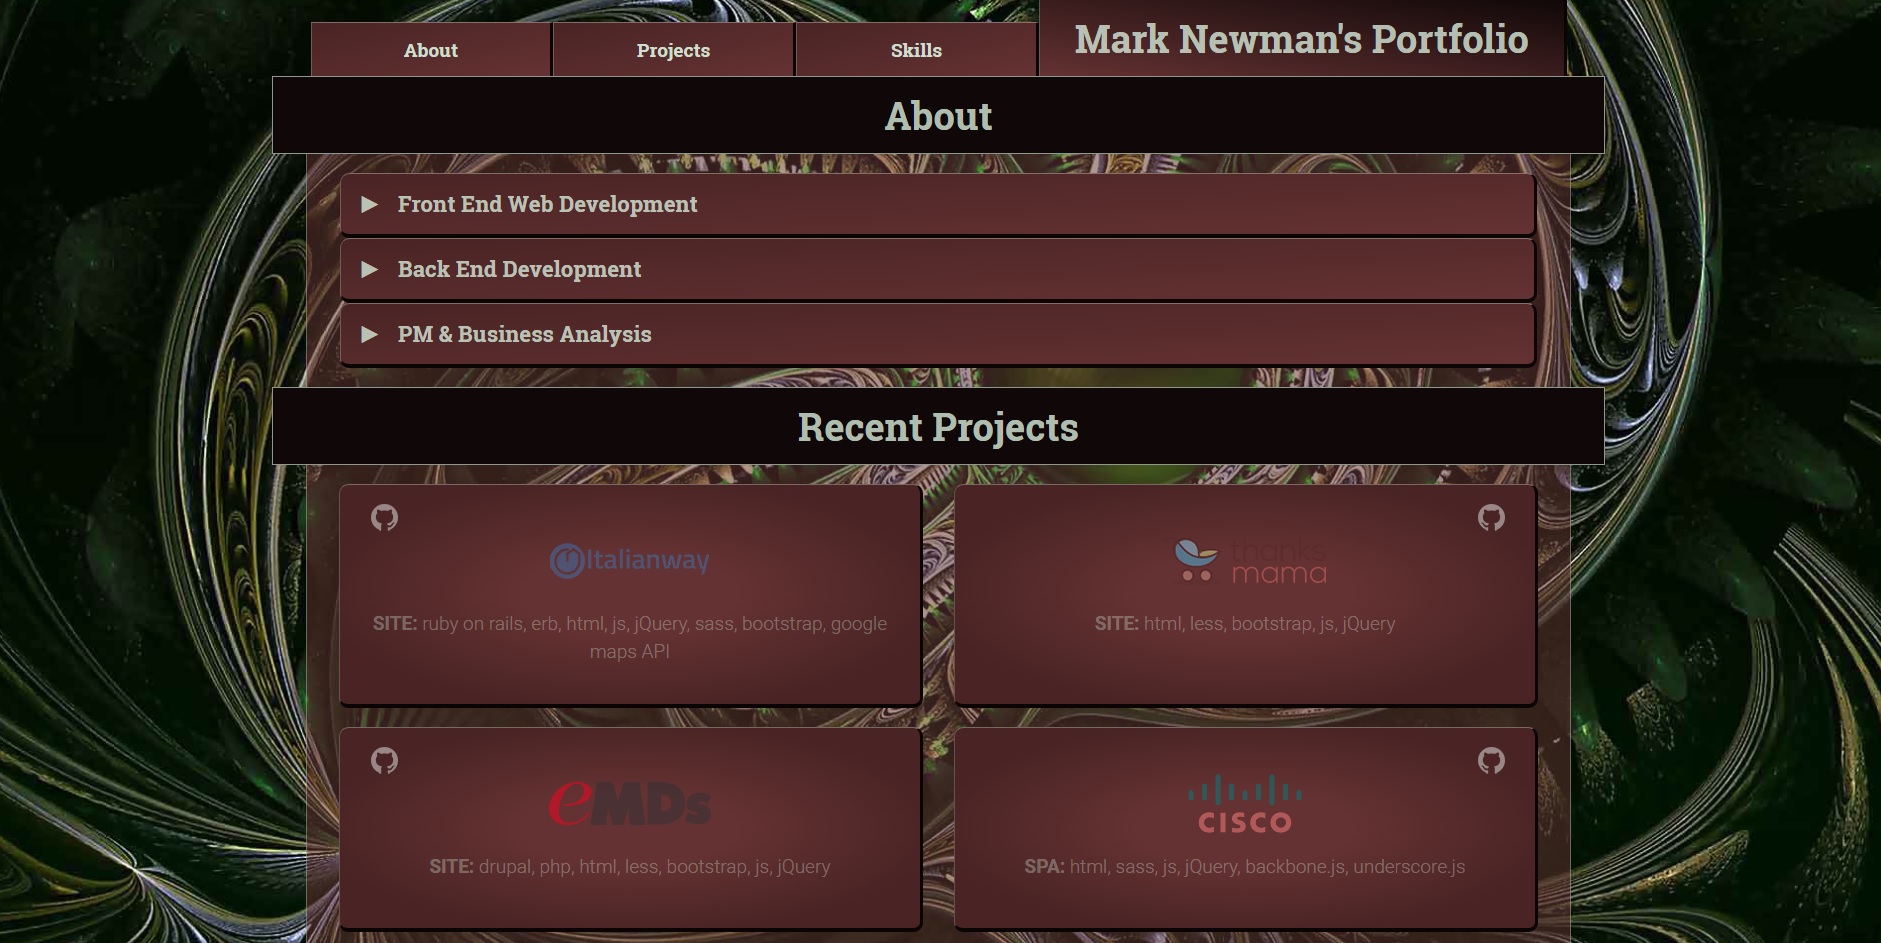 About
Projects
Skills
Mark Newman's Portfolio
About
Front End Web Development
Back End Development
PM & Business Analysis
Recent Projects
Italianway
SITE: ruby on rails, erb, html, js, jQuery, sass, bootstrap, google
maps API
thanks
mama
SITE: html, less, bootstrap, js, jQuery
eMDs
SITE: drupal, php, html, less, bootstrap, js, jQuery
CISCO
SPA: html, sass, js, jQuery, backbone.js, underscore.js